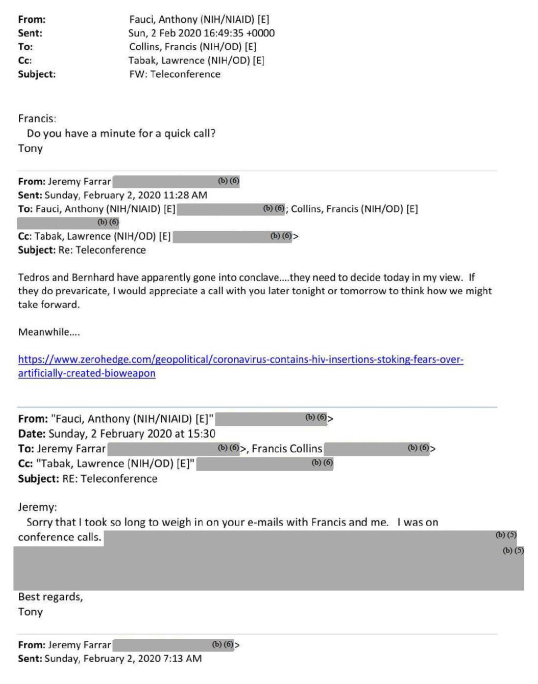 From: Fauci, Anthony (NIH/NIAID) [E]
Sent: Sun, 2 Feb 2020 16:49:35 +0000
To: Collins, Francis (NIH/OD) [E]
Cc: Tabak, Lawrence (NIH/OD) [E]
Subject: FW: Teleconference
Francis:
Do you have a minute for a quick call?
Tony
From: Jeremy Farrar (b) (6)
Sent: Sunday, February 2, 2020 11:28 AM
To: Fauci, Anthony (NIH/NIAID) [E] (b) (6); Collins, Francis (NIH/OD) [E]
(b) (6)
Cc: Tabak, Lawrence (NIH/OD) [E] (b) (6)>
Subject: Re: Teleconference
Tedros and Bernhard have apparently gone into conclave....they need to decide today in my view. If
they do prevaricate, I would appreciate a call with you later tonight or tomorrow to think how we might
take forward.
Meanwhile....
https://www.zerohedge.com/geopolitical/coronavirus-contains-hiv-insertions-stoking-fears-over-
artificially-created-bioweapon
From: "Fauci, Anthony (NIH/NIAID) [E]" (b) (6)>
Date: Sunday, 2 February 2020 at 15:30
To: Jeremy Farrar (b) (6)>, Francis Collins (b) (6)>
Cc: "Tabak, Lawrence (NIH/OD) [E]" (b) (6)
Subject: RE: Teleconference
Jeremy:
Sorry that I took so long to weigh in on your e-mails with Francis and me. I was on
conference calls. (b) (5)
(b) (5)
Best regards,
Tony
From: Jeremy Farrar (b) (6)>
Sent: Sunday, February 2, 2020 7:13 AM